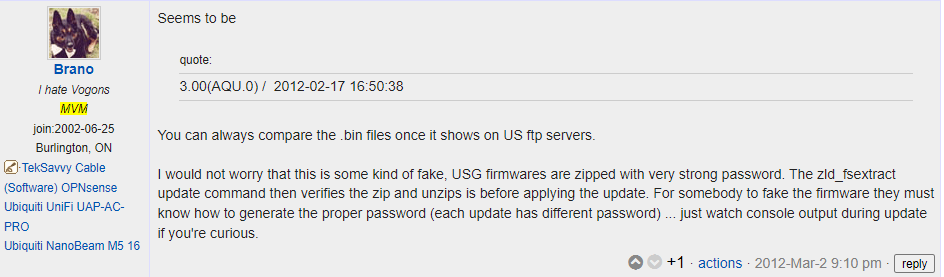 Brano
I hate Vogons
MVM
join:2002-06-25
Burlington, ON
·TekSavvy Cable
(Software) OPNsense
Ubiquiti UniFi UAP-AC-
PRO
Ubiquiti NanoBeam M5 16
Seems to be
quote:
3.00(AQU.0) / 2012-02-17 16:50:38
You can always compare the .bin files once it shows on US ftp servers.
I would not worry that this is some kind of fake, USG firmwares are zipped with very strong password. The zld_fsextract
update command then verifies the zip and unzips is before applying the update. For somebody to fake the firmware they must
know how to generate the proper password (each update has different password) ... just watch console output during update
if you're curious.
+1 · actions · 2012-Mar-2 9:10 pm · reply